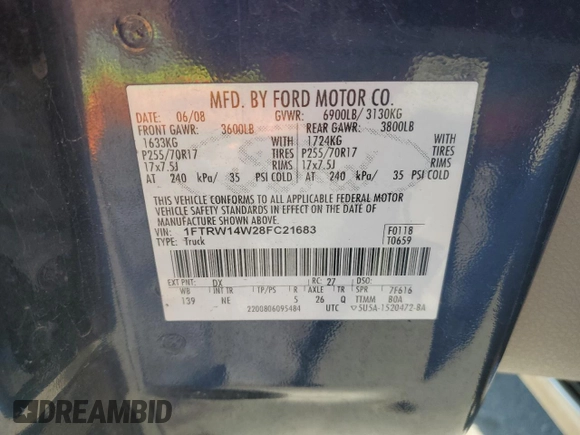 MFD. BY FORD MOTOR CO.
DATE: 06/08 GVWR: 6900LB/ 3130KG
FRONT GAWR: 3600LB REAR GAWR: 3800LB
1633KG WITH 1724KG WITH
P255/70R17 TIRES P255/70R17 TIRES
17x7.5J RIMS 17x7.5J RIMS
AT 240 kPa/ 35 PSI COLD AT 240 kPa/ 35 PSI COLD
THIS VEHICLE CONFORMS TO ALL APPLICABLE FEDERAL MOTOR
VEHICLE SAFETY STANDARDS IN EFFECT ON THE DATE OF
MANUFACTURE SHOWN ABOVE.
VIN: 1FTRW14W28FC21683 F0118
TYPE: Truck T0659
EXT PNT: DX RC: 27 DSO:
WB INT TR TP/PS R AXLE TR SPR 7F616
139 NE 5 26 Q TTMM 80A
2200806095484 UTC ▽5U5A-1520472-BA
DREAMBID